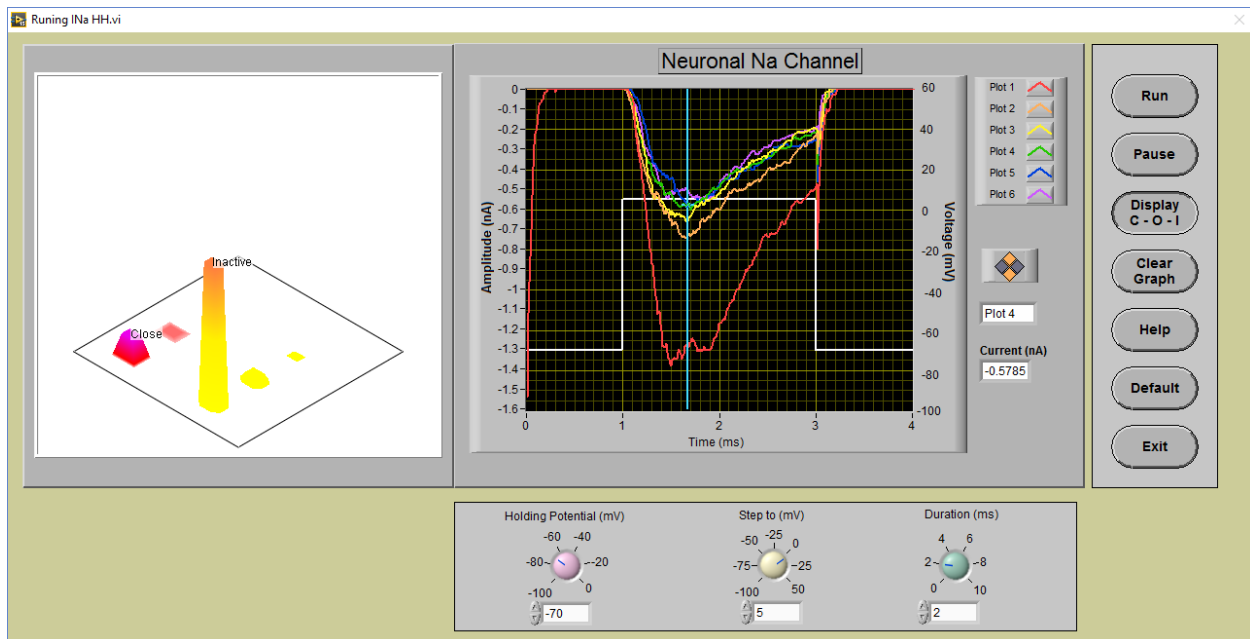 Runing INa HH.vi
Inactive
Close
Neuronal Na Channel
Amplitude (nA)
0
-0.1
-0.2
-0.3
-0.4
-0.5
-0.6
-0.7
-0.8
-0.9
-1
-1.1
-1.2
-1.3
-1.4
-1.5
-1.6
0 1 2 3 4
Time (ms)
60
40
20
0
-20
-40
-60
-80
-100
Voltage (mV)
Plot 1
Plot 2
Plot 3
Plot 4
Plot 5
Plot 6
Plot 4
Current (nA)
-0.5785
Run
Pause
Display
C - O - I
Clear
Graph
Help
Default
Exit
Holding Potential (mV)
-60 -40
-80 -20
-100 0
-70
Step to (mV)
-25
-50 0
-75 -25
-100 50
5
Duration (ms)
4 6
2 8
0 10
2